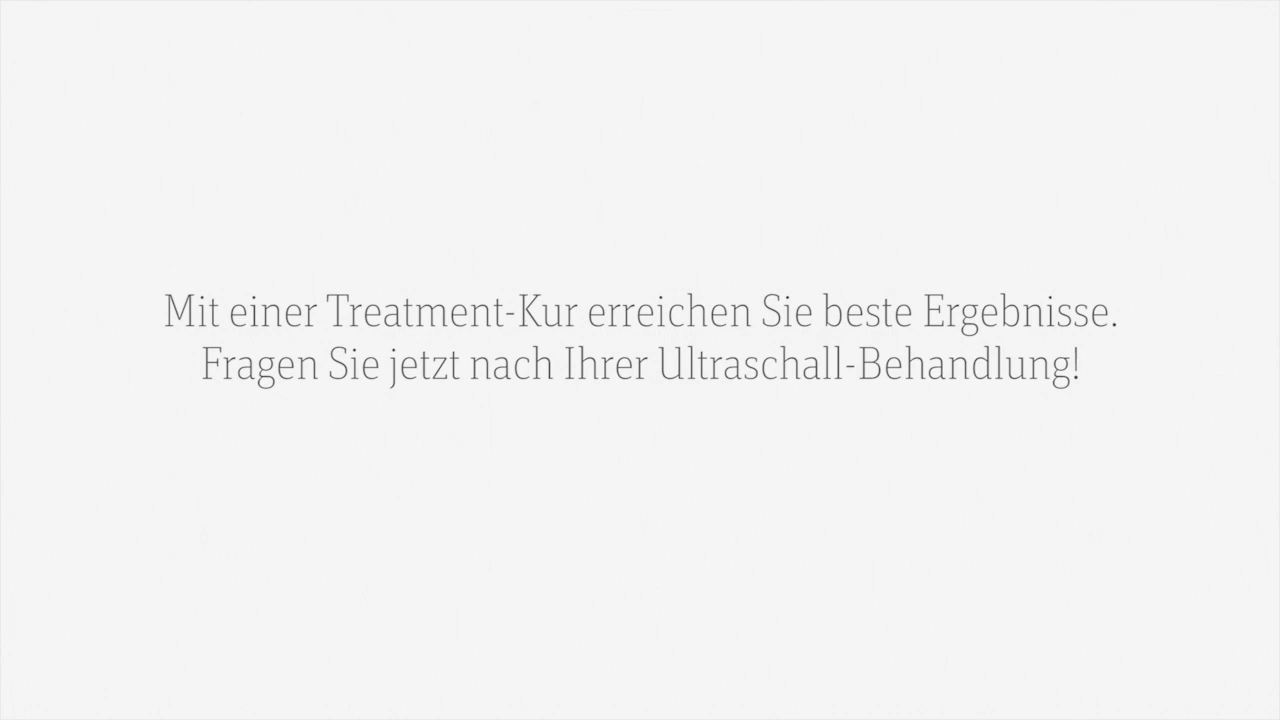 Mit einer Treatment-Kur erreichen Sie beste Ergebnisse.
Fragen Sie jetzt nach Ihrer Ultraschall-Behandlung!